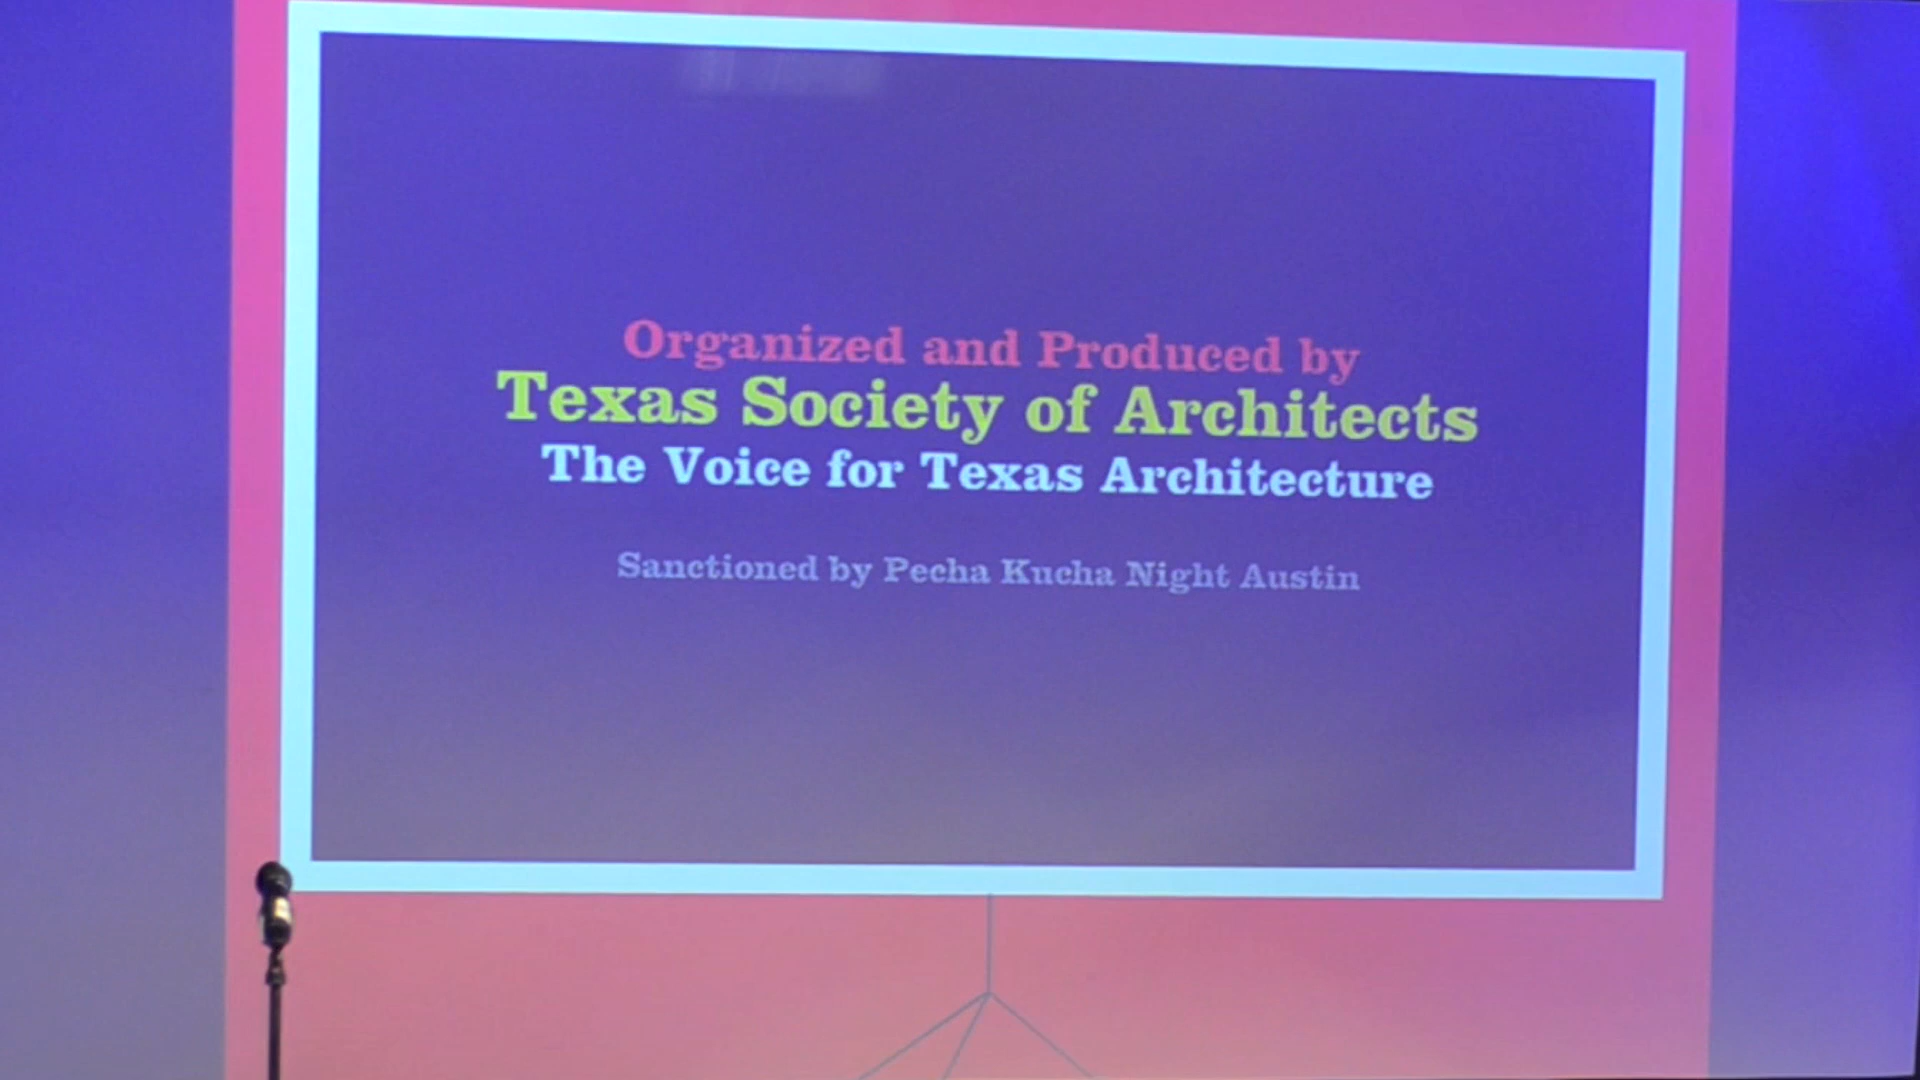 Organized and Produced by
Texas Society of Architects
The Voice for Texas Architecture
Sanctioned by Pecha Kucha Night Austin